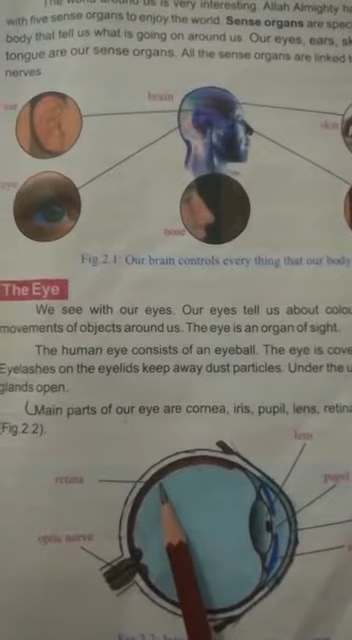 The world around us is very interesting. Allah Almighty ha
with five sense organs to enjoy the world. Sense organs are spec
body that tell us what is going on around us. Our eyes, ears, sk
tongue are our sense organs. All the sense organs are linked t
nerves.
ear
brain
skin
eye
nose
Fig.2.1: Our brain controls every thing that our body
The Eye
We see with our eyes. Our eyes tell us about colou
movements of objects around us. The eye is an organ of sight.
The human eye consists of an eyeball. The eye is cove
Eyelashes on the eyelids keep away dust particles. Under the u
glands open.
Main parts of our eye are cornea, iris, pupil, lens, retina
(Fig.2.2).
lens
retina
pupil
optic nerve